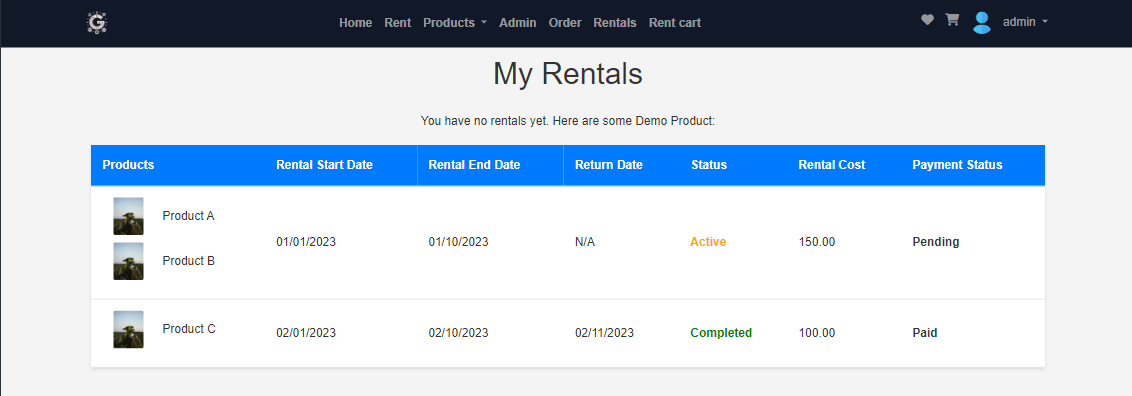 G
Home Rent Products Admin Order Rentals Rent cart admin
My Rentals
You have no rentals yet. Here are some Demo Product:
Products Rental Start Date Rental End Date Return Date Status Rental Cost Payment Status
Product A
Product B
01/01/2023 01/10/2023 N/A Active 150.00 Pending
Product C
02/01/2023 02/10/2023 02/11/2023 Completed 100.00 Paid